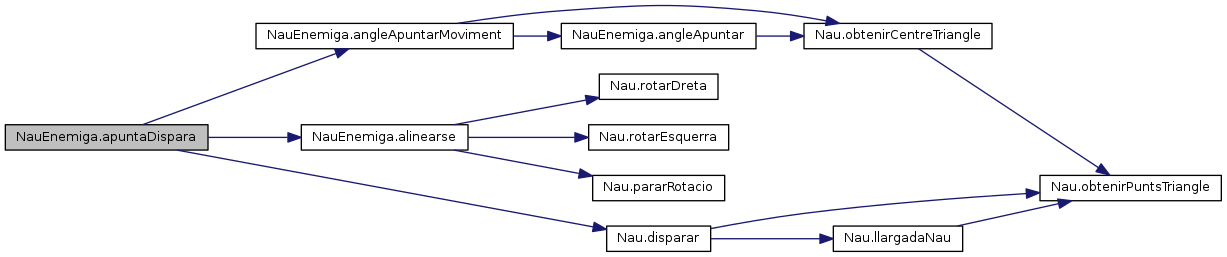 NauEnemiga.angleApuntarMoviment
NauEnemiga.angleApuntar
Nau.obtenirCentreTriangle
Nau.rotarDreta
NauEnemiga.apuntaDispara
NauEnemiga.alinearse
Nau.rotarEsquerra
Nau.pararRotacio
Nau.obtenirPuntsTriangle
Nau.disparar
Nau.llargadaNau